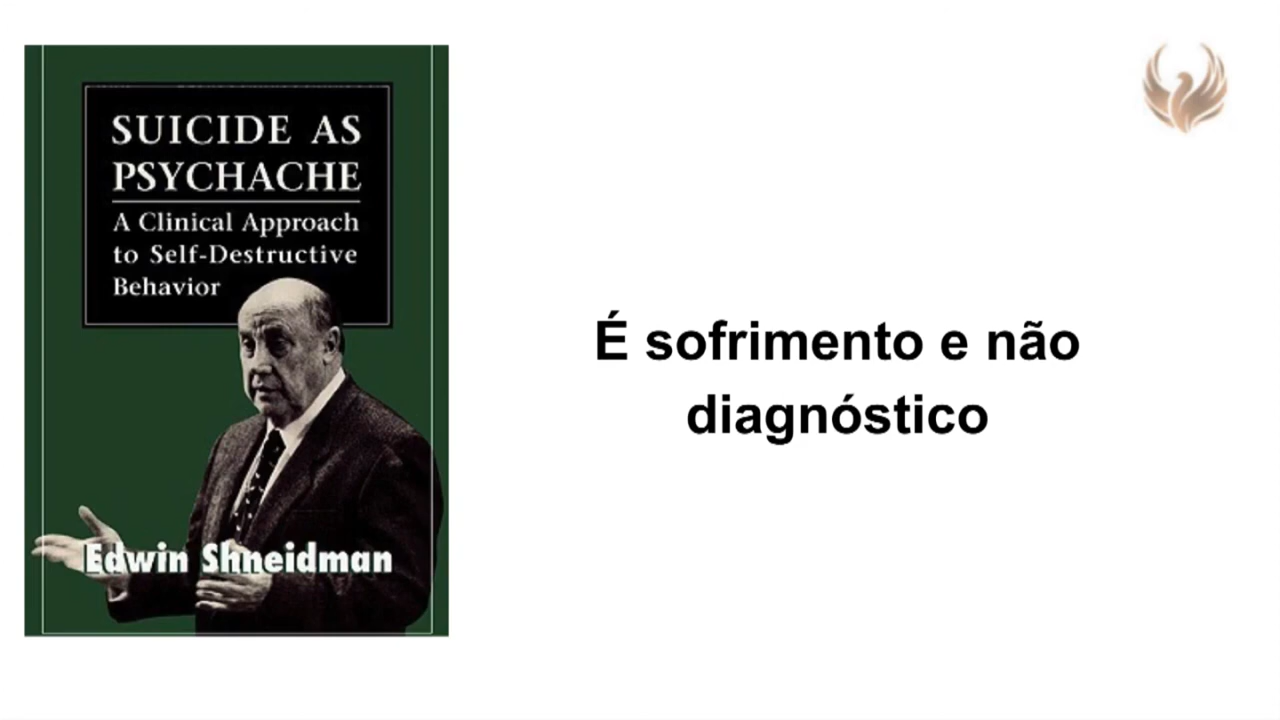 SUICIDE AS
PSYCHACHE
A Clinical Approach
to Self-Destructive
Behavior
Edwin Shneidman
É sofrimento e não
diagnóstico